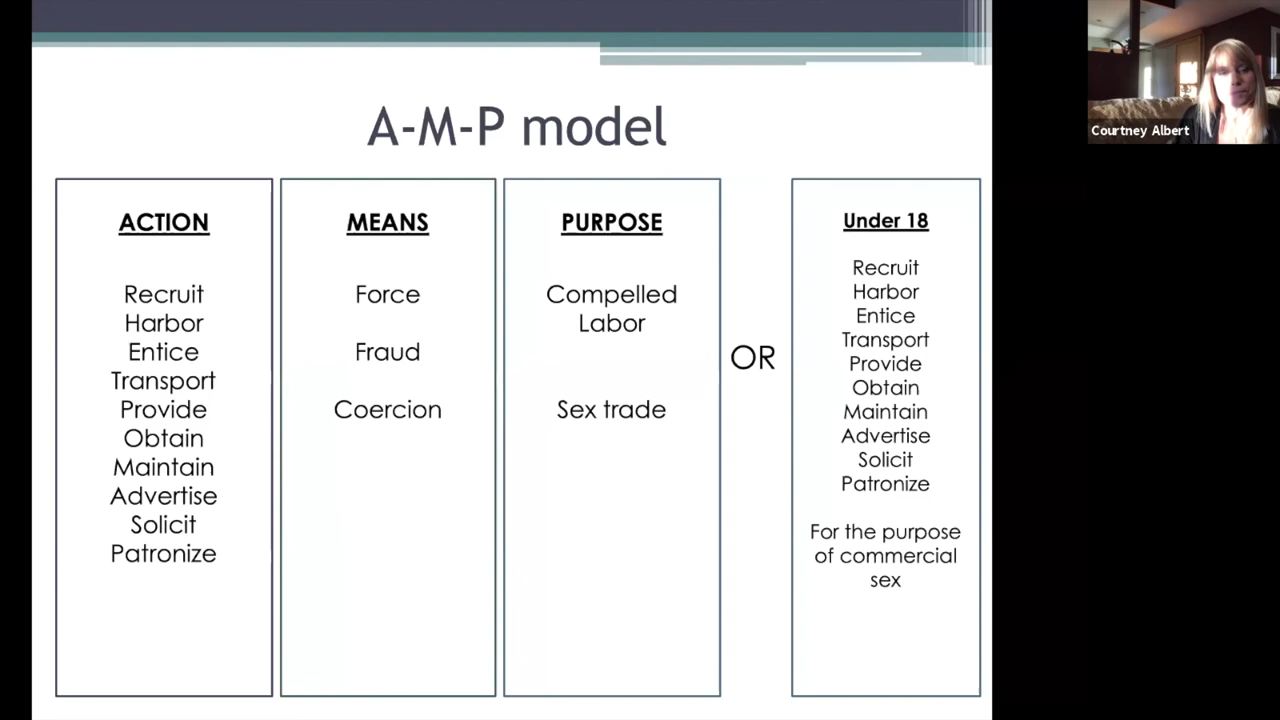 A-M-P model
ACTION
Recruit
Harbor
Entice
Transport
Provide
Obtain
Maintain
Advertise
Solicit
Patronize
MEANS
Force
Fraud
Coercion
PURPOSE
Compelled
Labor
Sex trade
OR
Under 18
Recruit
Harbor
Entice
Transport
Provide
Obtain
Maintain
Advertise
Solicit
Patronize
For the purpose
of commercial
sex
Courtney Albert